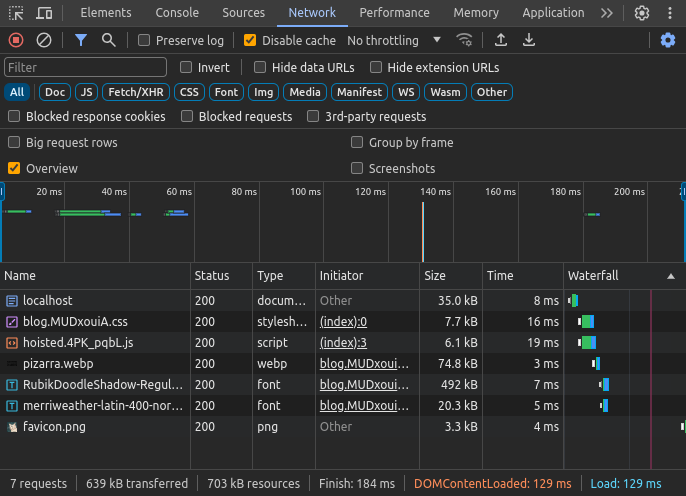 Elements Console Sources Network Performance Memory Application
Preserve log Disable cache No throttling
Filter Invert Hide data URLs Hide extension URLs
All Doc JS Fetch/XHR CSS Font Img Media Manifest WS Wasm Other
Blocked response cookies Blocked requests 3rd-party requests
Big request rows Group by frame
Overview Screenshots
20 ms 40 ms 60 ms 80 ms 100 ms 120 ms 140 ms 160 ms 180 ms 200 ms
Name Status Type Initiator Size Time Waterfall
localhost 200 docum… Other 35.0 kB 8 ms
blog.MUDxouiA.css 200 stylesh… (index):0 7.7 kB 16 ms
hoisted.4PK_pqbL.js 200 script (index):3 6.1 kB 19 ms
pizarra.webp 200 webp blog.MUDxoui… 74.8 kB 3 ms
RubikDoodleShadow-Regul… 200 font blog.MUDxoui… 492 kB 7 ms
merriweather-latin-400-nor… 200 font blog.MUDxoui… 20.3 kB 5 ms
favicon.png 200 png Other 3.3 kB 4 ms
7 requests 639 kB transferred 703 kB resources Finish: 184 ms DOMContentLoaded: 129 ms Load: 129 ms